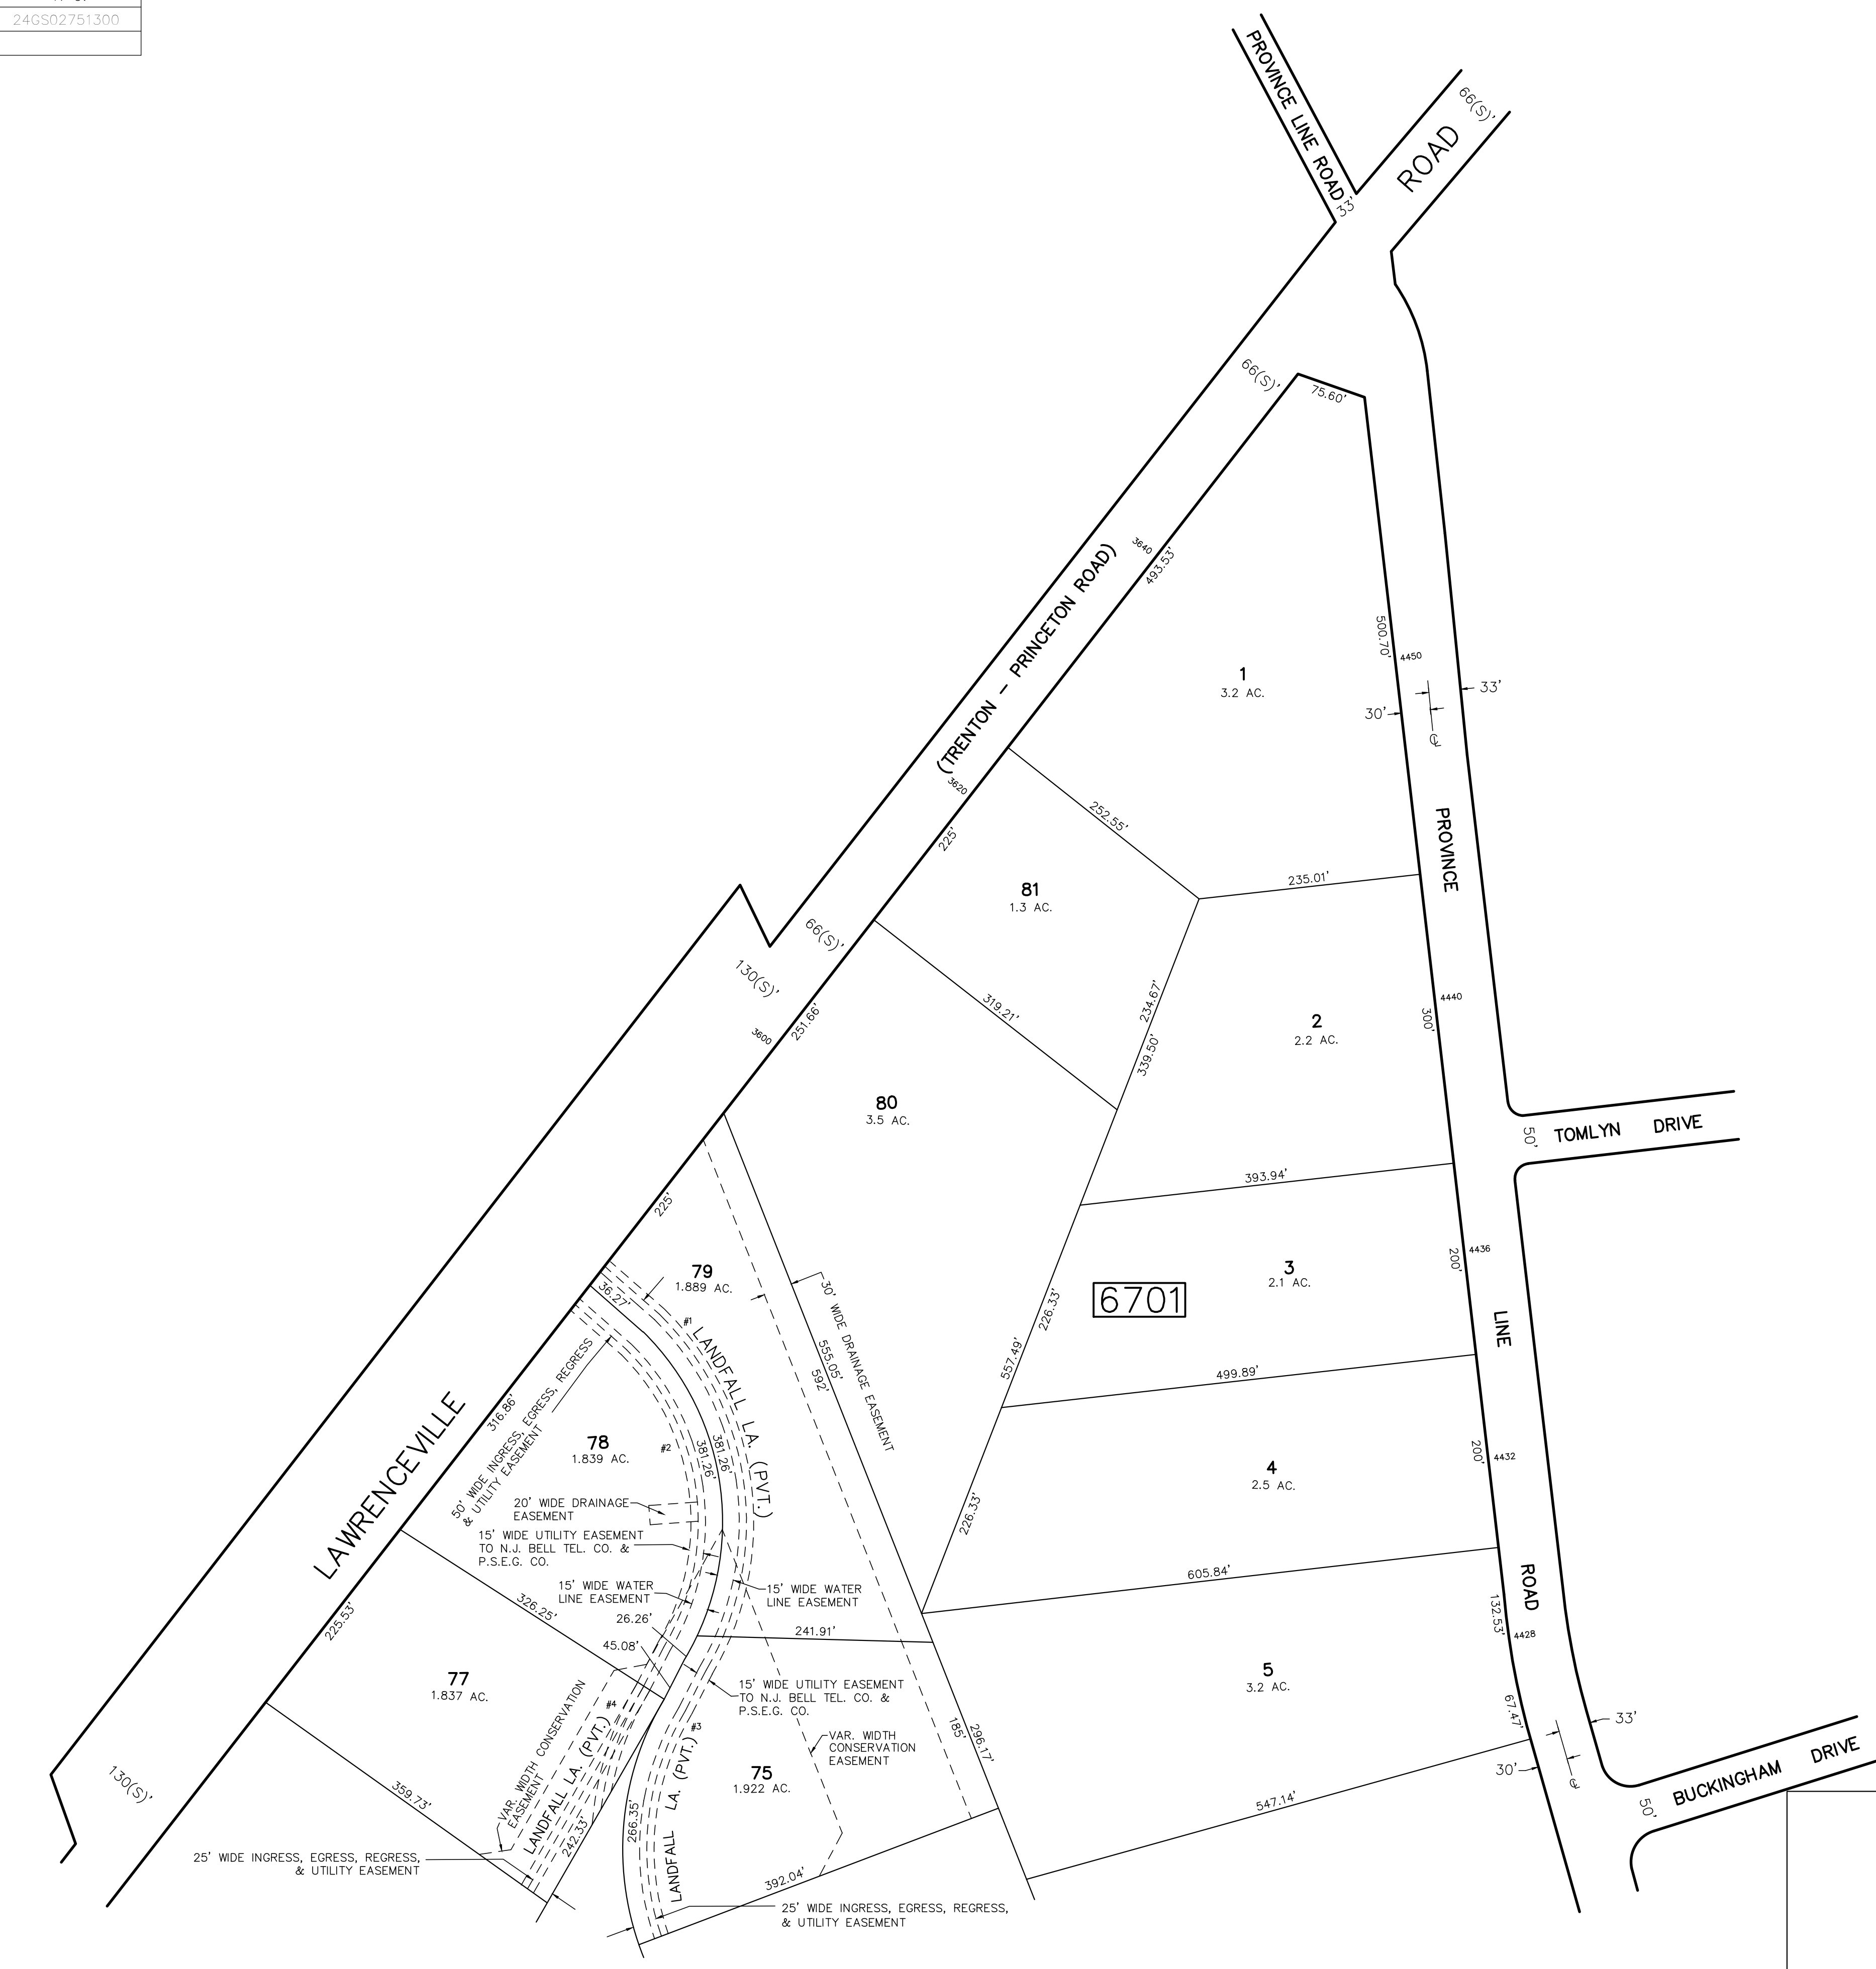 24GS02751300
PROVINCE LINE ROAD
33'
66(S)'
ROAD
66(S)'
75.60'
3640
493.53'
(TRENTON - PRINCETON ROAD)
500.70'
4450
1
3.2 AC.
33'
30'
℄
3620
225'
252.55'
PROVINCE
235.01'
81
1.3 AC.
66(S)'
130(S)'
319.21'
234.67'
4440
300'
2
2.2 AC.
251.66'
3600
339.50'
80
3.5 AC.
50'
TOMLYN DRIVE
393.94'
225'
4436
200'
79
1.889 AC.
3
2.1 AC.
6701
36.27'
#1
LANDFALL LA. (PVT.)
30' WIDE DRAINAGE EASEMENT
555.05'
592'
226.33'
557.49'
LINE
499.89'
50' WIDE INGRESS, EGRESS, REGRESS
& UTILITY EASEMENT
316.86'
LAWRENCEVILLE
78
1.839 AC.
#2
381.26'
381.26'
200'
4432
4
2.5 AC.
20' WIDE DRAINAGE
EASEMENT
226.33'
15' WIDE UTILITY EASEMENT
TO N.J. BELL TEL. CO. &
P.S.E.G. CO.
605.84'
ROAD
15' WIDE WATER
LINE EASEMENT
15' WIDE WATER
LINE EASEMENT
326.25'
225.53'
26.26'
45.08'
241.91'
132.53'
4428
77
1.837 AC.
5
3.2 AC.
15' WIDE UTILITY EASEMENT
TO N.J. BELL TEL. CO. &
P.S.E.G. CO.
#4
#3
VAR. WIDTH CONSERVATION
EASEMENT
LANDFALL LA. (PVT.)
VAR. WIDTH
CONSERVATION
EASEMENT
185'
296.17'
67.47'
33'
30'
℄
130(S)'
359.73'
75
1.922 AC.
547.14'
50'
BUCKINGHAM DRIVE
242.33'
266.35'
LANDFALL LA. (PVT.)
25' WIDE INGRESS, EGRESS, REGRESS,
& UTILITY EASEMENT
392.04'
25' WIDE INGRESS, EGRESS, REGRESS,
& UTILITY EASEMENT